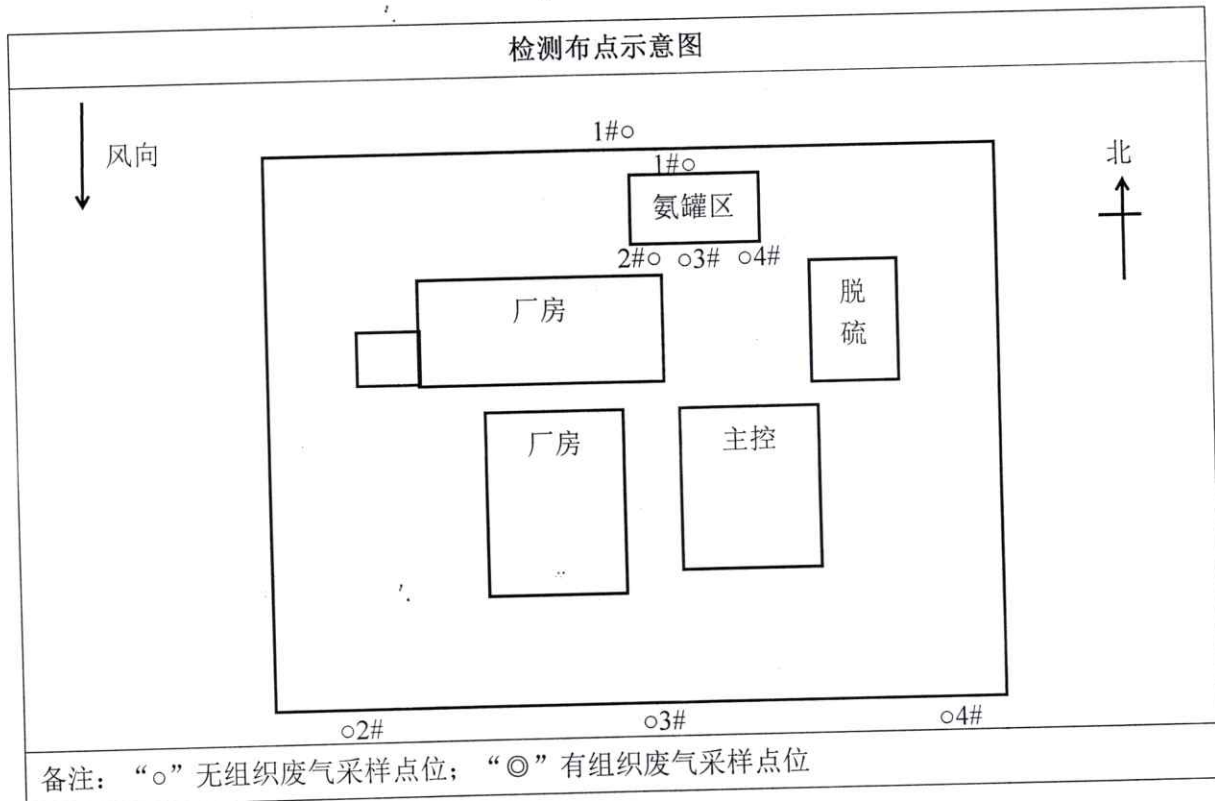 检测布点示意图
风向
北
1#○
1#○
氨罐区
2#○ ○3# ○4#
厂房
脱
硫
厂房
主控
○2# ○3# ○4#
备注：“○”无组织废气采样点位；“◎”有组织废气采样点位